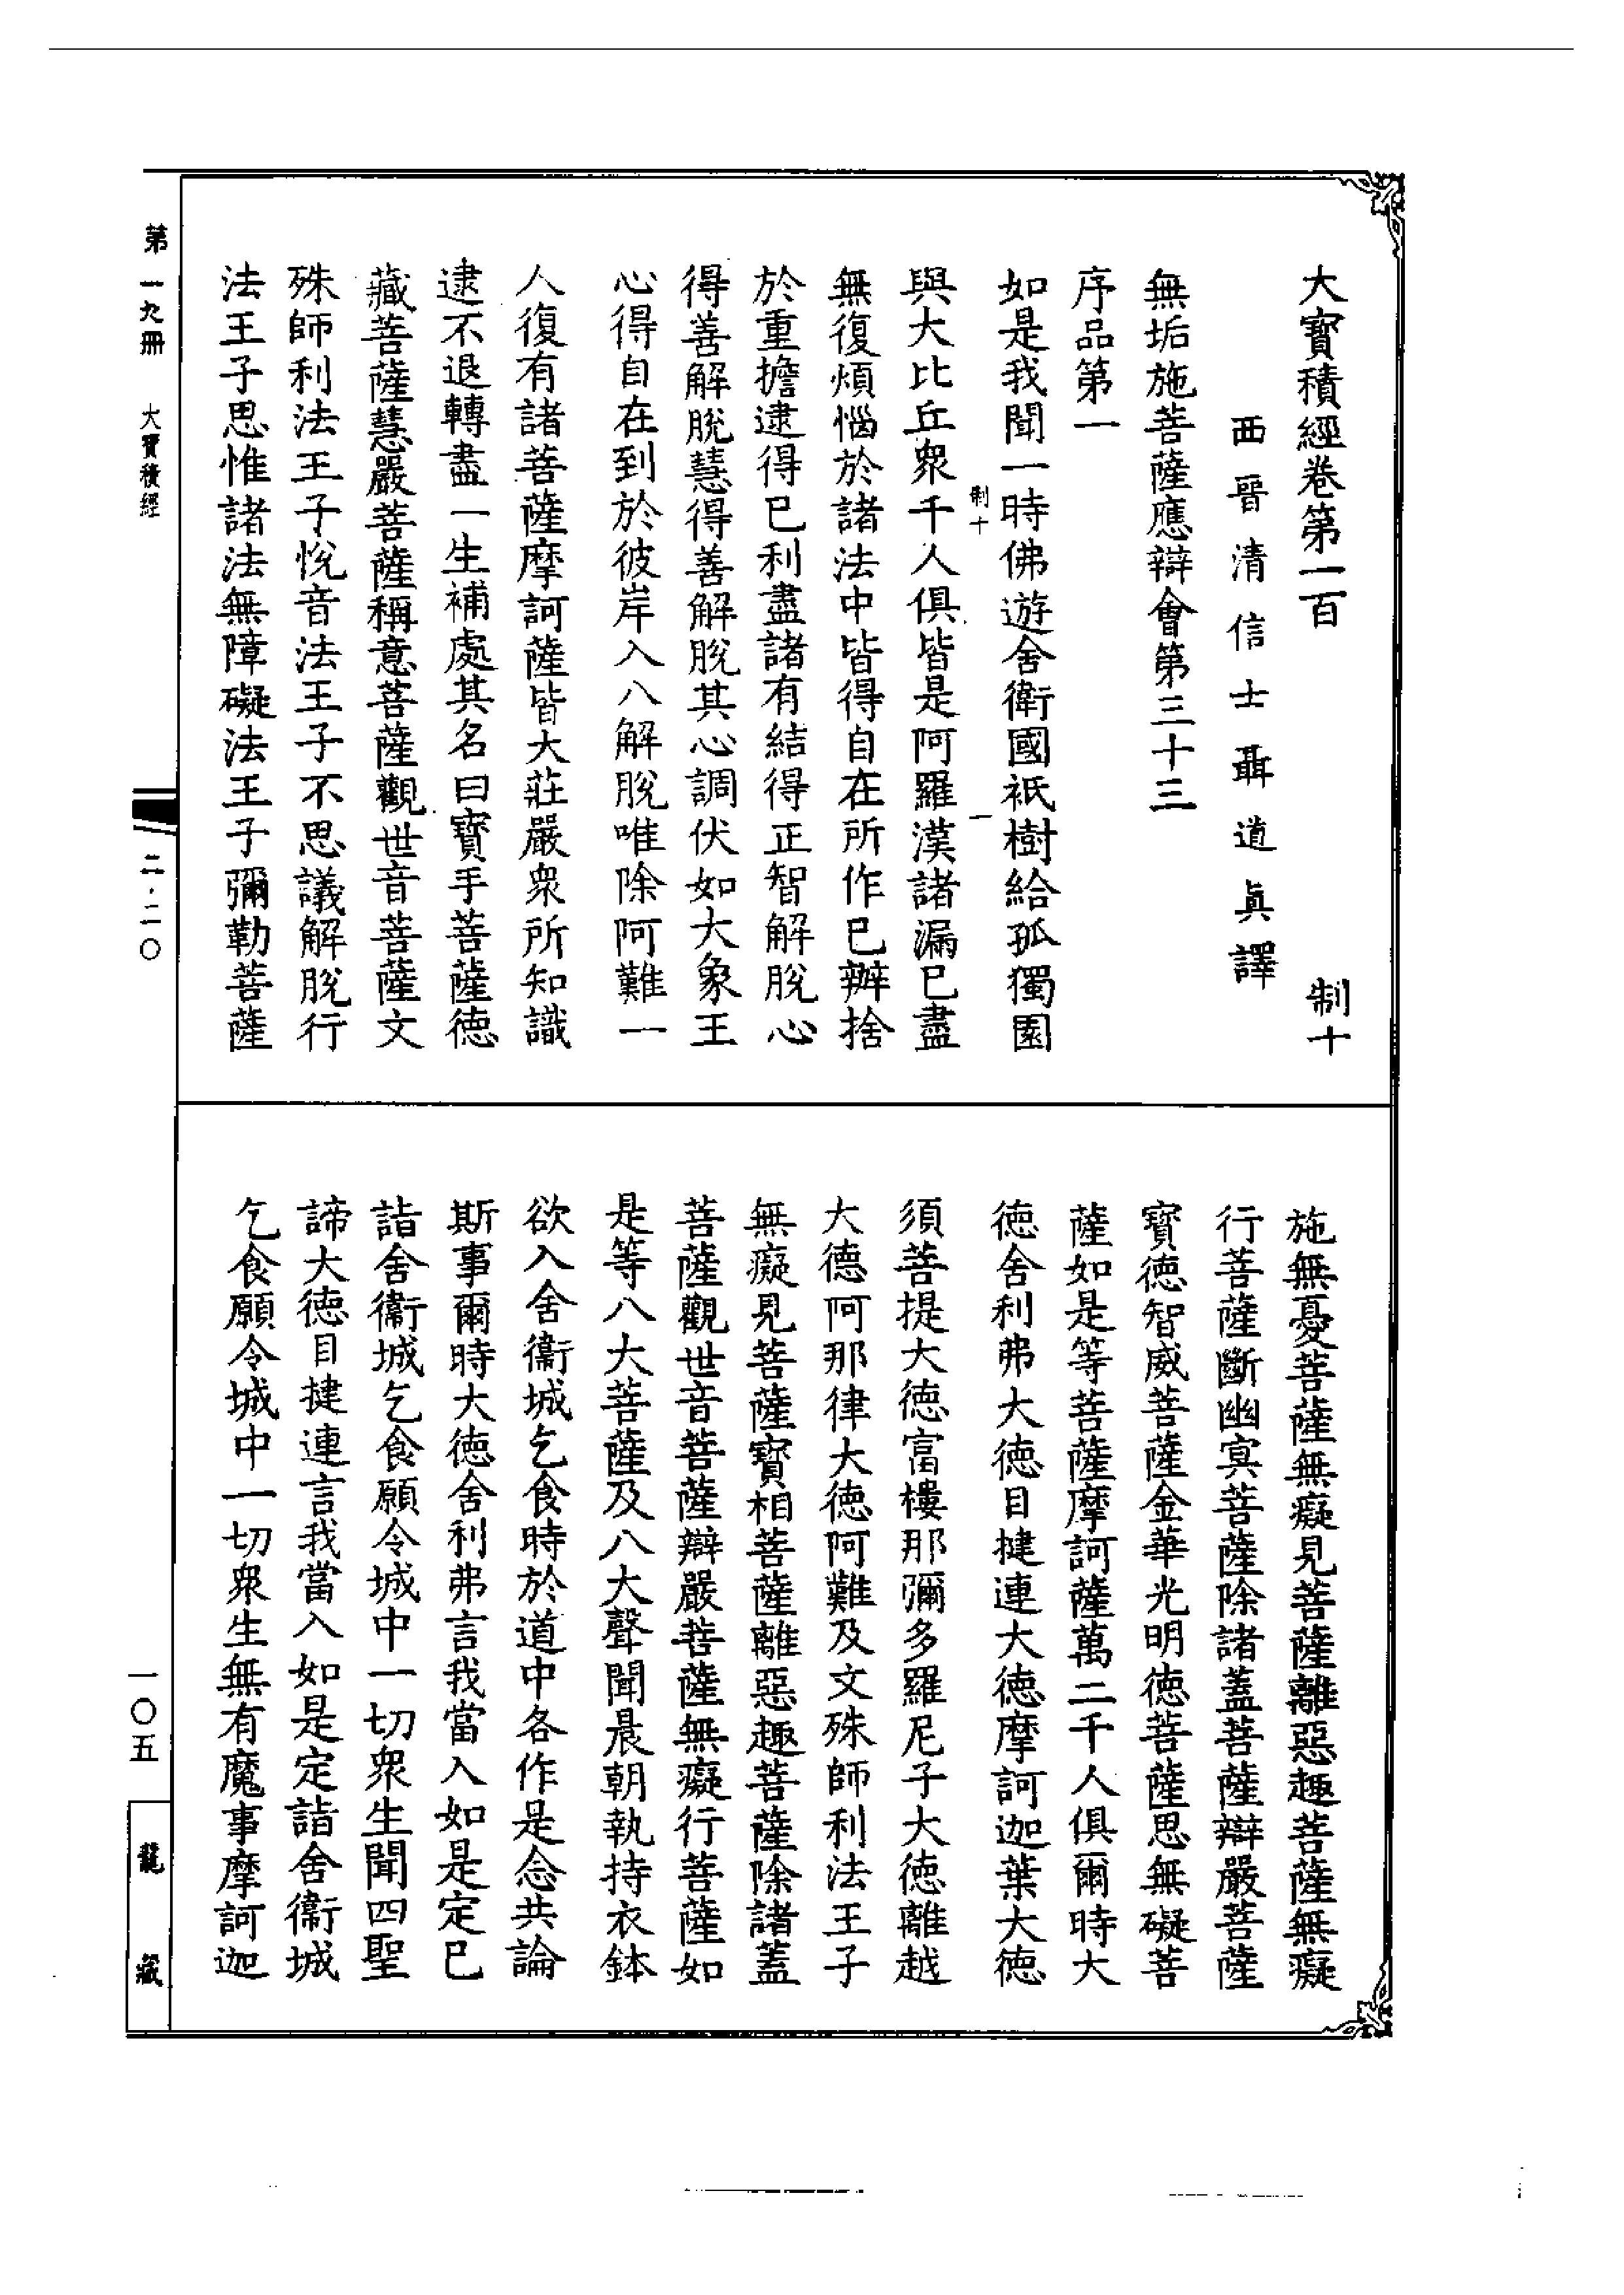 大寶積經卷第一百　制十
西晉清信士聶道眞譯
無垢施菩薩應辯會第三十三
序品第一
如是我聞一時佛遊舍衛國祇樹給孤獨園
制十　一
與大比丘衆千人俱皆是阿羅漢諸漏已盡
無復煩惱於諸法中皆得自在所作已辦捨
於重擔逮得已利盡諸有結得正智解脫心
得善解脫慧得善解脫其心調伏如大象王
心得自在到於彼岸入八解脫唯除阿難一
人復有諸菩薩摩訶薩皆大莊嚴衆所知識
逮不退轉盡一生補處其名曰寶手菩薩德
藏菩薩慧嚴菩薩稱意菩薩觀世音菩薩文
殊師利法王子悅音法王子不思議解脫行
法王子思惟諸法無障礙法王子彌勒菩薩
施無憂菩薩無癡見菩薩離惡趣菩薩無癡
行菩薩斷幽冥菩薩除諸蓋菩薩辯嚴菩薩
寶德智威菩薩金華光明德菩薩思無礙菩
薩如是等菩薩摩訶薩萬二千人俱爾時大
德舍利弗大德目揵連大德摩訶迦葉大德
須菩提大德富樓那彌多羅尼子大德離越
大德阿那律大德阿難及文殊師利法王子
無癡見菩薩寶相菩薩離惡趣菩薩除諸蓋
菩薩觀世音菩薩辯嚴菩薩無癡行菩薩如
是等八大菩薩及八大聲聞晨朝執持衣鉢
欲入舍衞城乞食時於道中各作是念共論
斯事爾時大德舍利弗言我當入如是定已
詣舍衞城乞食願令城中一切衆生聞四聖
諦大德目揵連言我當入如是定詣舍衞城
乞食願令城中一切衆生無有魔事摩訶迦
第一九冊　大寶積經
二·二〇
一〇五
龍藏